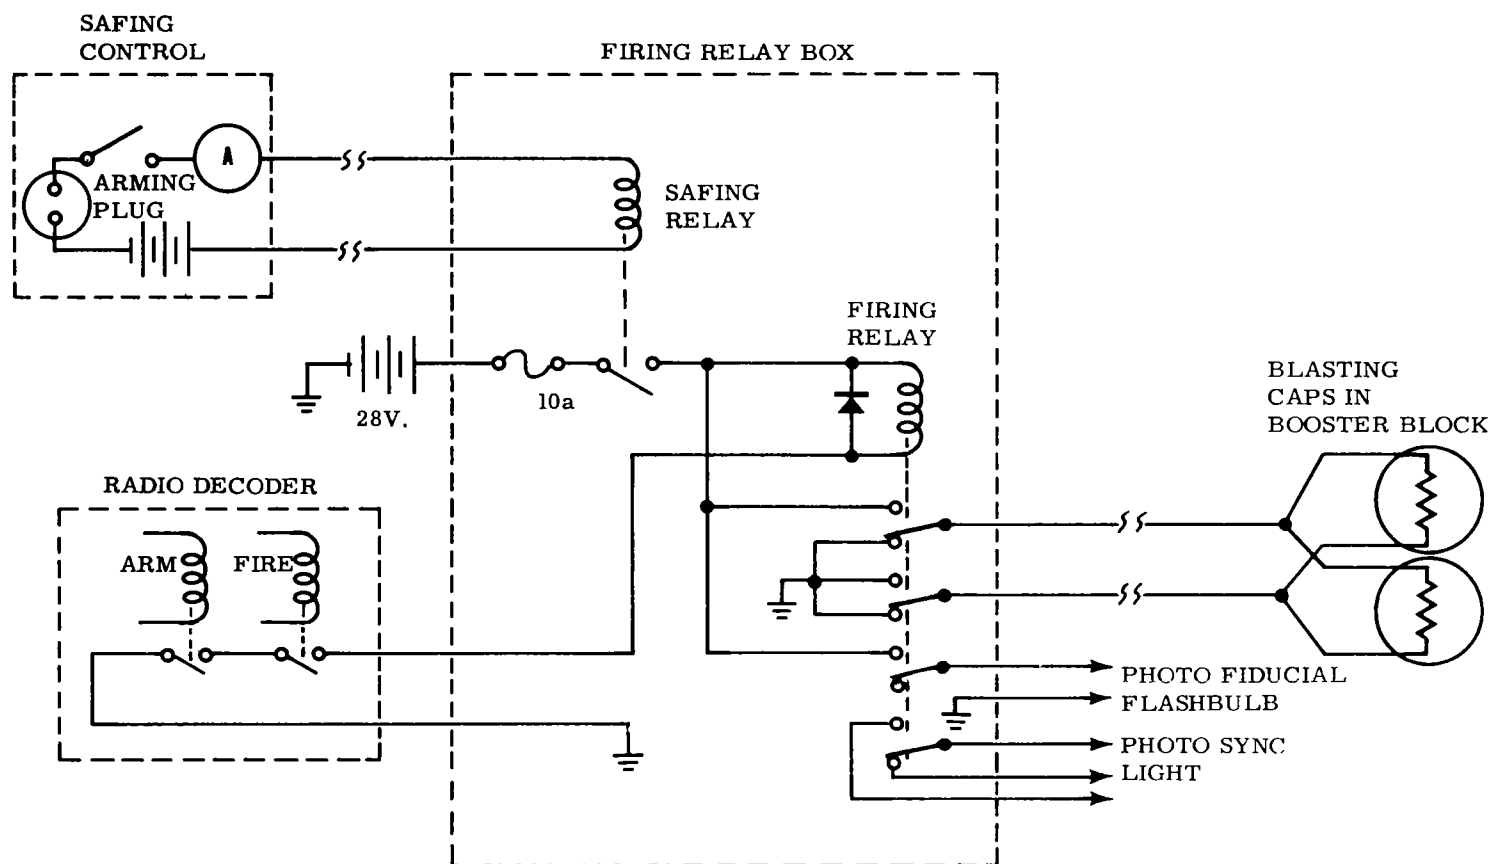 SAFING
CONTROL
FIRING RELAY BOX
A
ARMING
PLUG
SAFING
RELAY
FIRING
RELAY
28V.
10a
BLASTING
CAPS IN
BOOSTER BLOCK
RADIO DECODER
ARM
FIRE
PHOTO FIDUCIAL
FLASHBULB
PHOTO SYNC
LIGHT